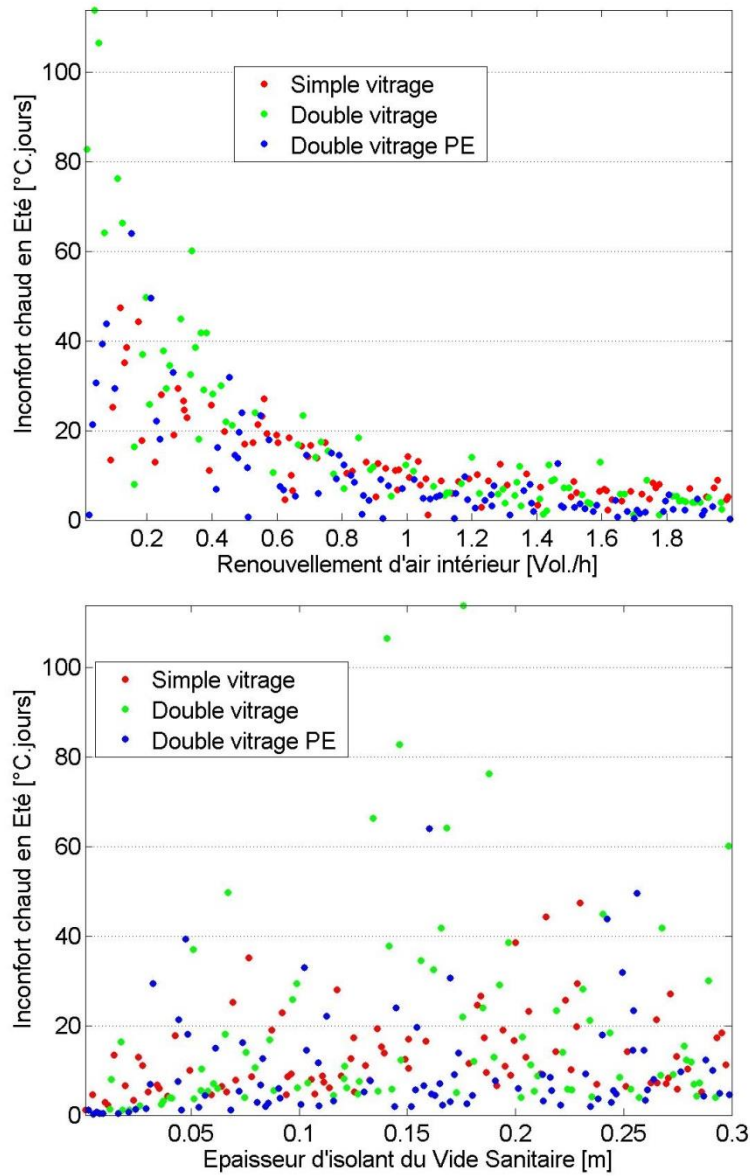 100
80
60
40
20
0
Inconfort chaud en Eté [°C.jours]
Simple vitrage
Double vitrage
Double vitrage PE
0.2 0.4 0.6 0.8 1 1.2 1.4 1.6 1.8
Renouvellement d'air intérieur [Vol./h]
100
80
60
40
20
0
Inconfort chaud en Eté [°C.jours]
Simple vitrage
Double vitrage
Double vitrage PE
0.05 0.1 0.15 0.2 0.25 0.3
Epaisseur d'isolant du Vide Sanitaire [m]